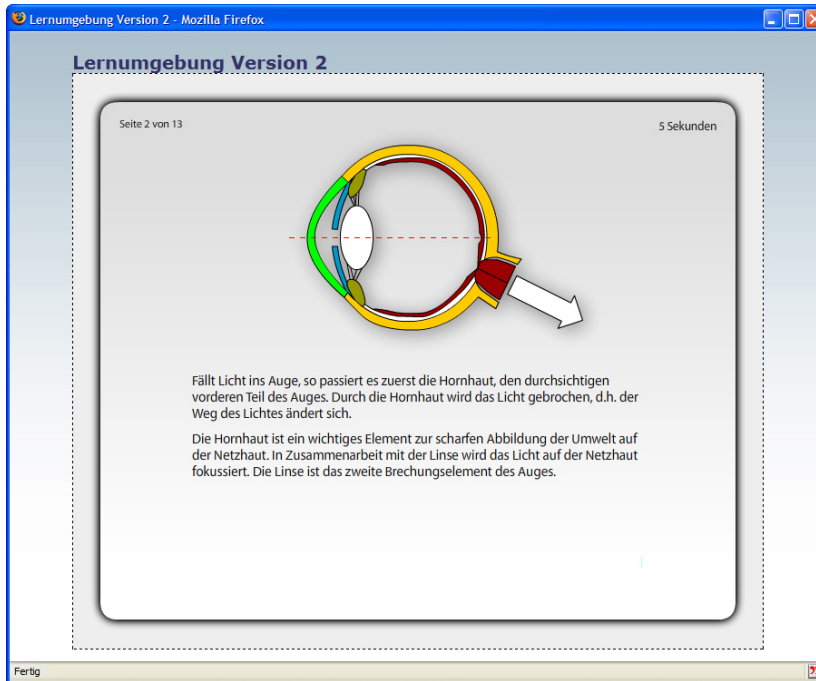 Lernumgebung Version 2 - Mozilla Firefox
Lernumgebung Version 2
Seite 2 von 13
5 Sekunden
Fällt Licht ins Auge, so passiert es zuerst die Hornhaut, den durchsichtigen
vorderen Teil des Auges. Durch die Hornhaut wird das Licht gebrochen, d.h. der
Weg des Lichtes ändert sich.
Die Hornhaut ist ein wichtiges Element zur scharfen Abbildung der Umwelt auf
der Netzhaut. In Zusammenarbeit mit der Linse wird das Licht auf der Netzhaut
fokussiert. Die Linse ist das zweite Brechungselement des Auges.
Fertig